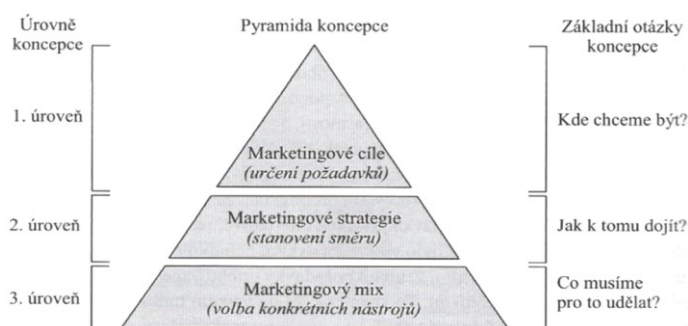 Úrovně
koncepce
Pyramida koncepce
Základní otázky
koncepce
1. úroveň
Marketingové cíle
(určení požadavků)
Kde chceme být?
2. úroveň
Marketingové strategie
(stanovení směru)
Jak k tomu dojít?
3. úroveň
Marketingový mix
(volba konkrétních nástrojů)
Co musíme
pro to udělat?